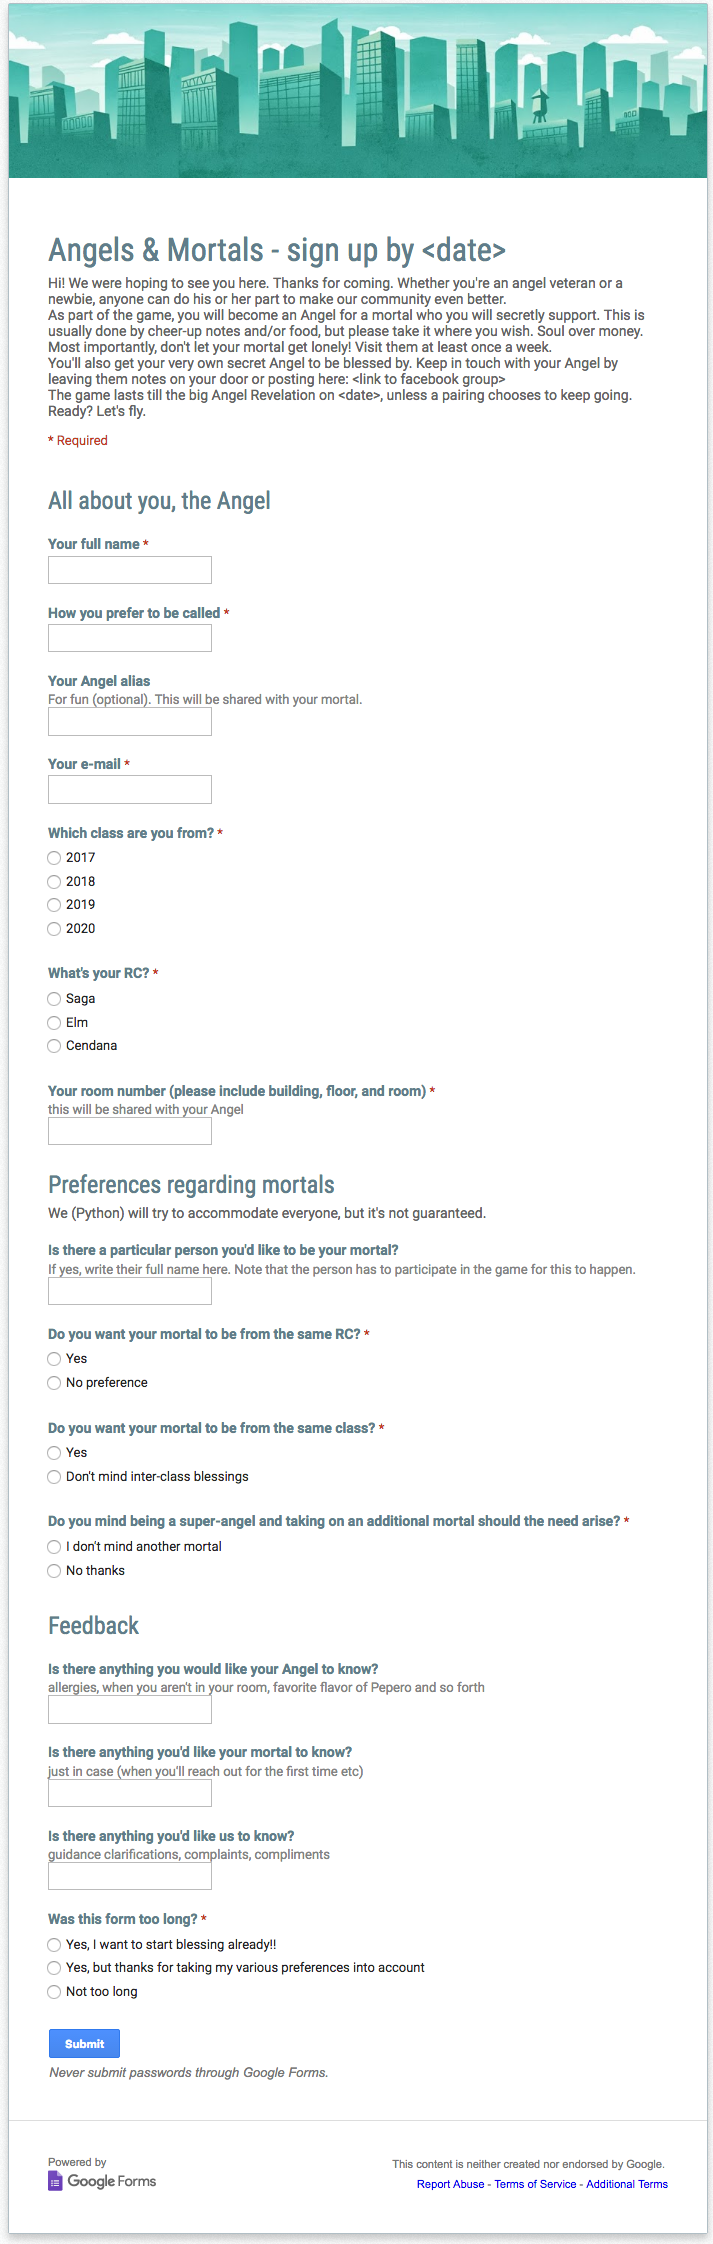 Angels & Mortals - sign up by <date>
Hi! We were hoping to see you here. Thanks for coming. Whether you're an angel veteran or a
newbie, anyone can do his or her part to make our community even better.
As part of the game, you will become an Angel for a mortal who you will secretly support. This is
usually done by cheer-up notes and/or food, but please take it where you wish. Soul over money.
Most importantly, don't let your mortal get lonely! Visit them at least once a week.
You'll also get your very own secret Angel to be blessed by. Keep in touch with your Angel by
leaving them notes on your door or posting here: <link to facebook group>
The game lasts till the big Angel Revelation on <date>, unless a pairing chooses to keep going.
Ready? Let's fly.
* Required
All about you, the Angel
Your full name *
How you prefer to be called *
Your Angel alias
For fun (optional). This will be shared with your mortal.
Your e-mail *
Which class are you from? *
2017
2018
2019
2020
What's your RC? *
Saga
Elm
Cendana
Your room number (please include building, floor, and room) *
this will be shared with your Angel
Preferences regarding mortals
We (Python) will try to accommodate everyone, but it's not guaranteed.
Is there a particular person you'd like to be your mortal?
If yes, write their full name here. Note that the person has to participate in the game for this to happen.
Do you want your mortal to be from the same RC? *
Yes
No preference
Do you want your mortal to be from the same class? *
Yes
Don't mind inter-class blessings
Do you mind being a super-angel and taking on an additional mortal should the need arise? *
I don't mind another mortal
No thanks
Feedback
Is there anything you would like your Angel to know?
allergies, when you aren't in your room, favorite flavor of Pepero and so forth
Is there anything you'd like your mortal to know?
just in case (when you'll reach out for the first time etc)
Is there anything you'd like us to know?
guidance clarifications, complaints, compliments
Was this form too long? *
Yes, I want to start blessing already!!
Yes, but thanks for taking my various preferences into account
Not too long
Submit
Never submit passwords through Google Forms.
Powered by
Google Forms
This content is neither created nor endorsed by Google.
Report Abuse - Terms of Service - Additional Terms